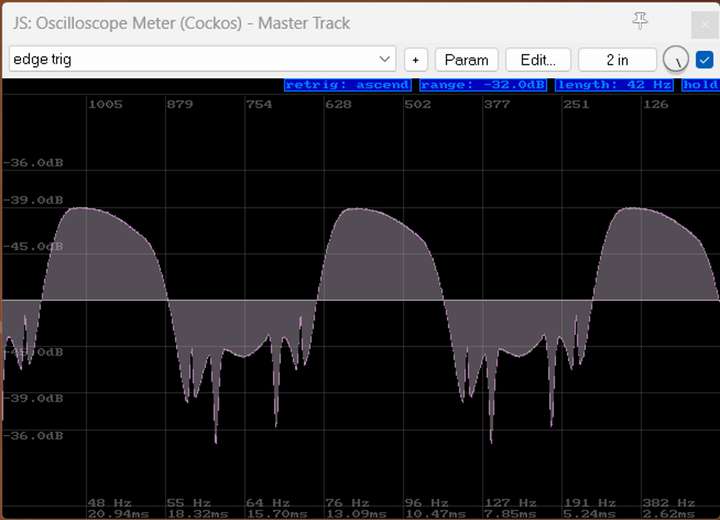 JS: Oscilloscope Meter (Cockos) - Master Track
edge trig + Param Edit... 2 in
retrig: ascend range: -32.0dB length: 42 Hz hold
1005 879 754 628 502 377 251 126
-36.0dB
-39.0dB
-45.0dB
-45.0dB
-39.0dB
-36.0dB
48 Hz 55 Hz 64 Hz 76 Hz 96 Hz 127 Hz 191 Hz 382 Hz
20.94ms 18.32ms 15.70ms 13.09ms 10.47ms 7.85ms 5.24ms 2.62ms